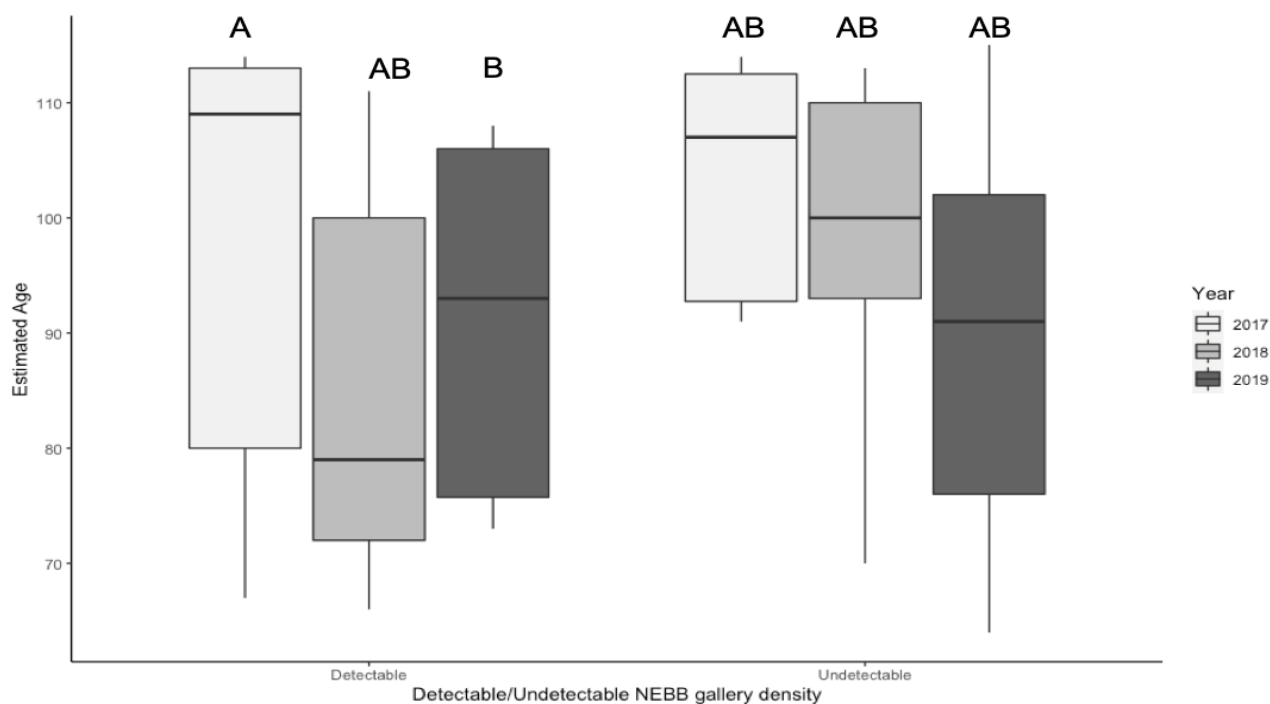 A
AB
B
AB
AB
AB
110
100
90
80
70
Estimated Age
Detectable
Undetectable
Detectable/Undetectable NEBB gallery density
Year
2017
2018
2019